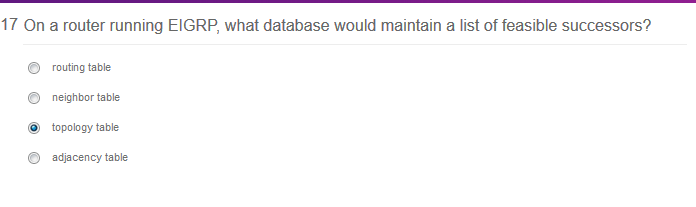 17 On a router running EIGRP, what database would maintain a list of feasible successors?
routing table
neighbor table
topology table
adjacency table